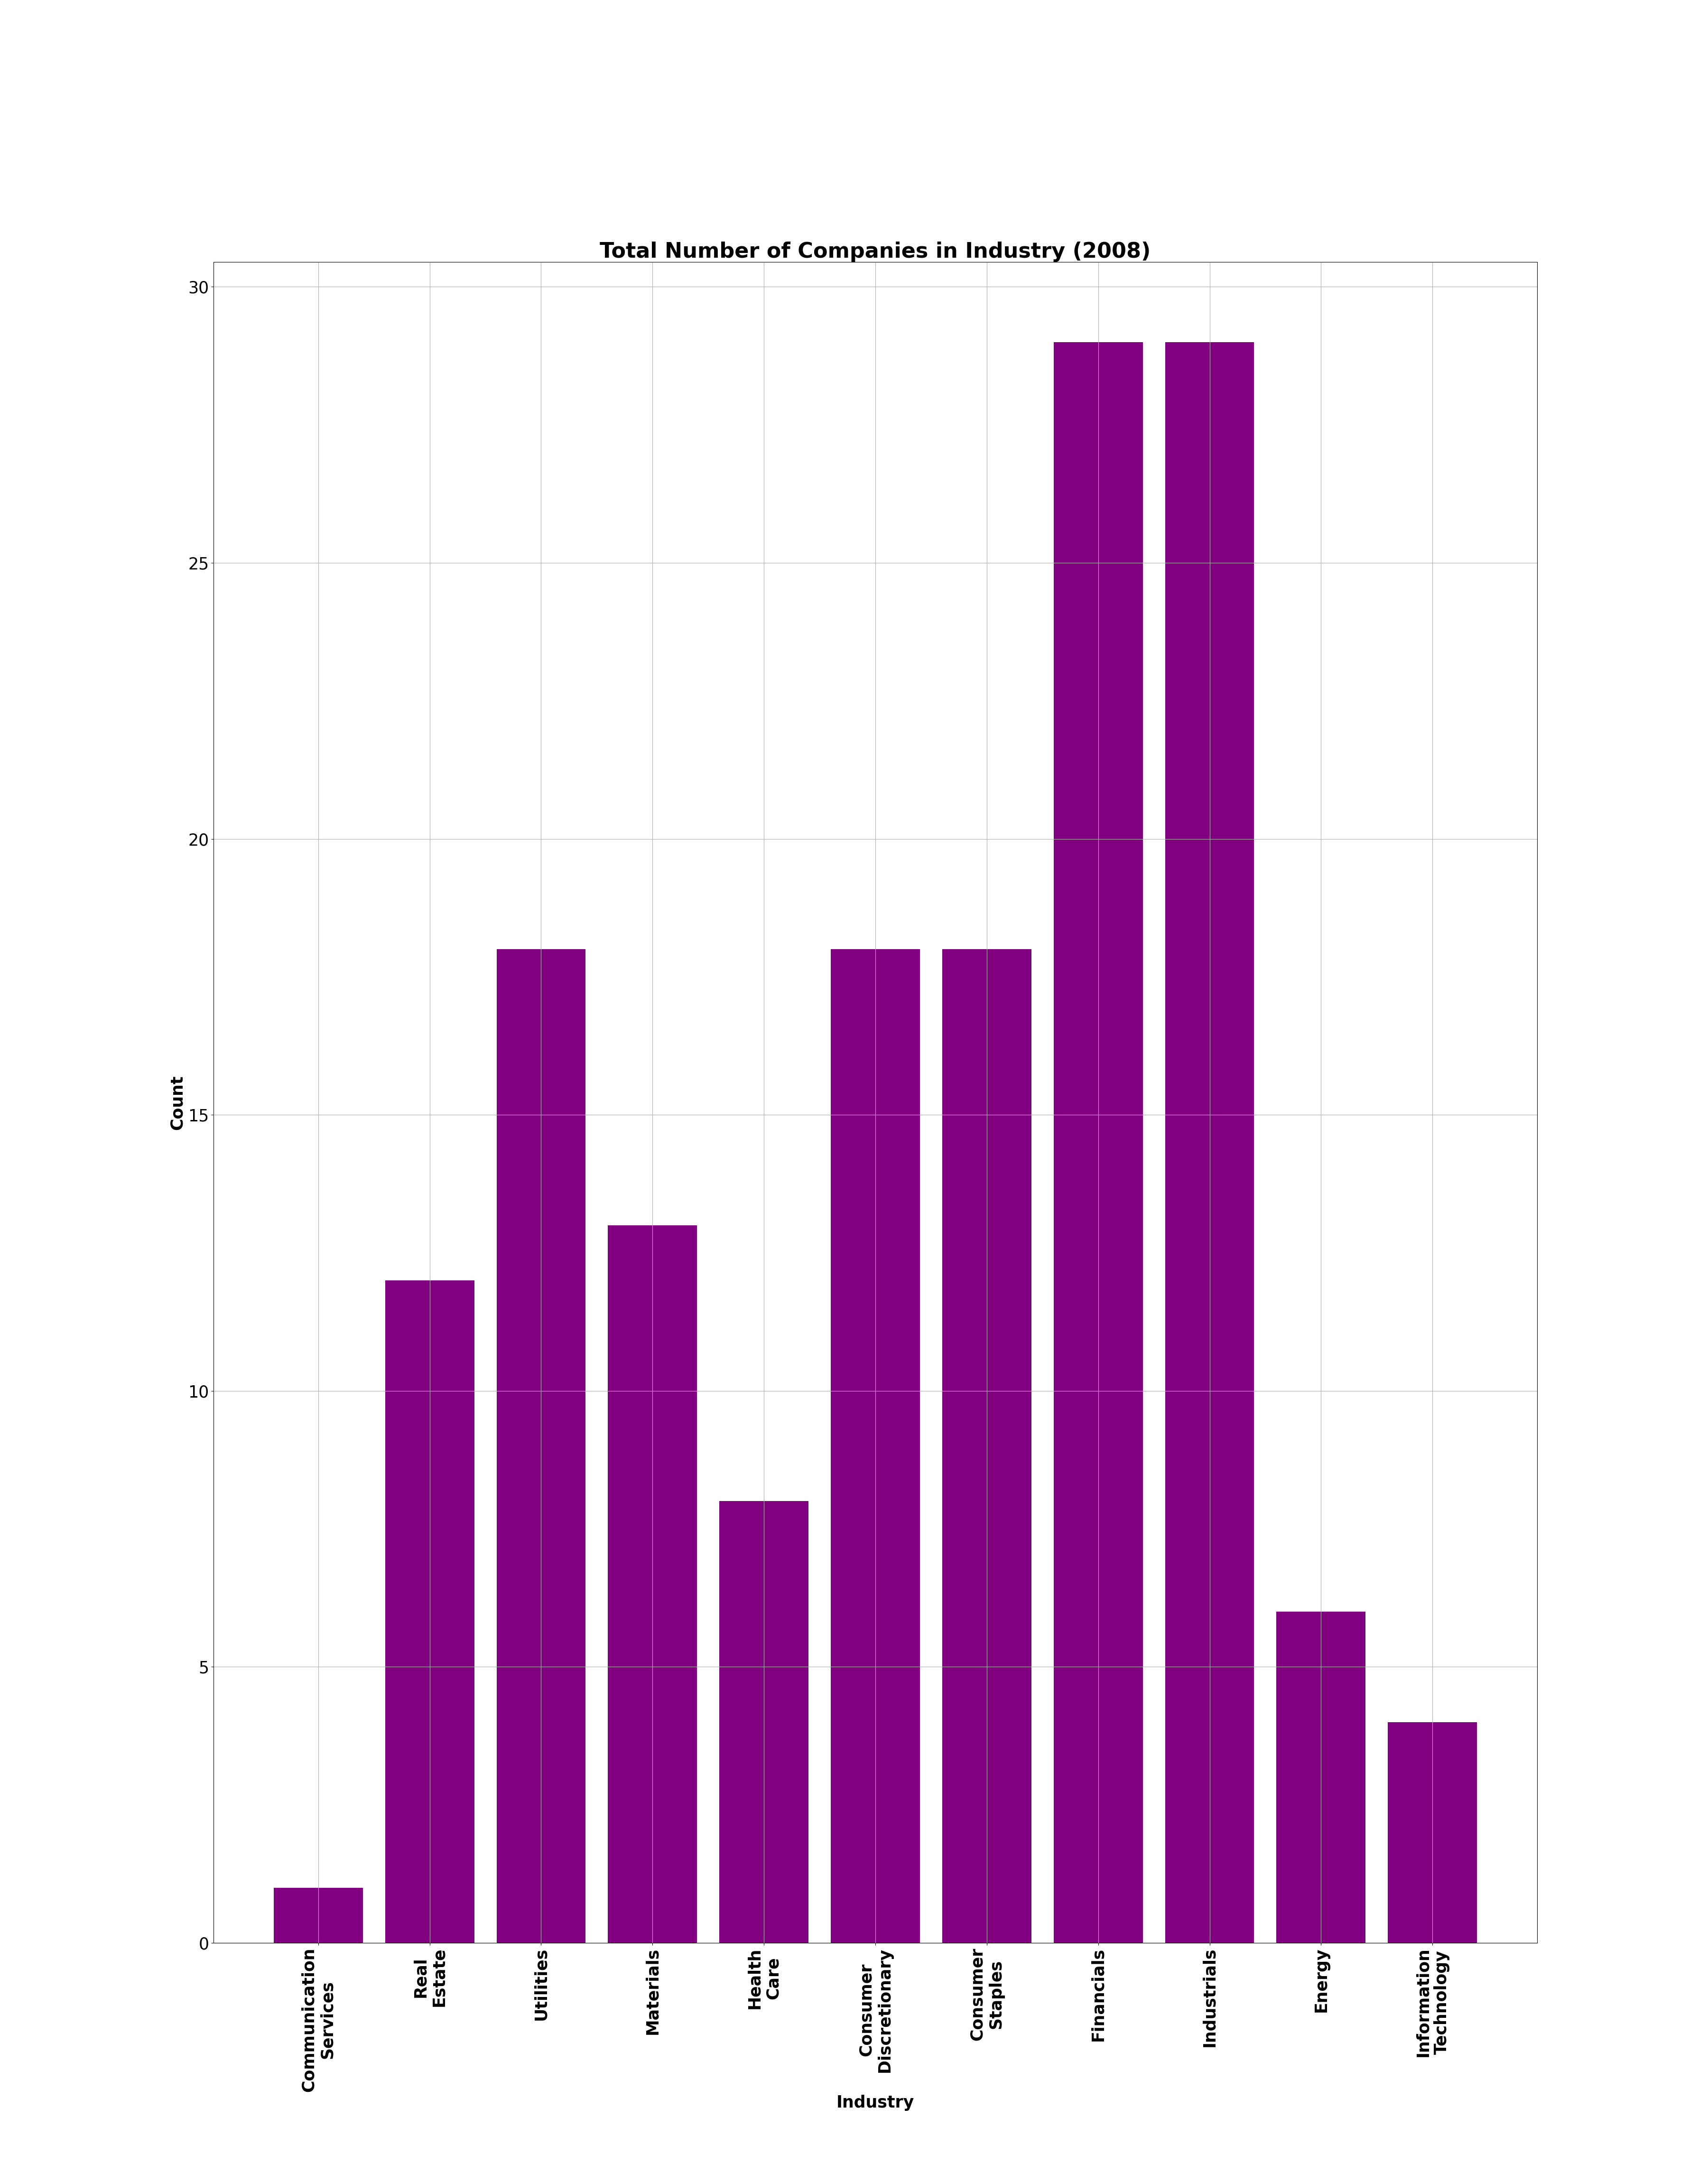 Total Number of Companies in Industry (2008)
30
25
20
15
10
5
0
Count
Communication
Services
Real
Estate
Utilities
Materials
Health
Care
Consumer
Discretionary
Consumer
Staples
Financials
Industrials
Energy
Information
Technology
Industry